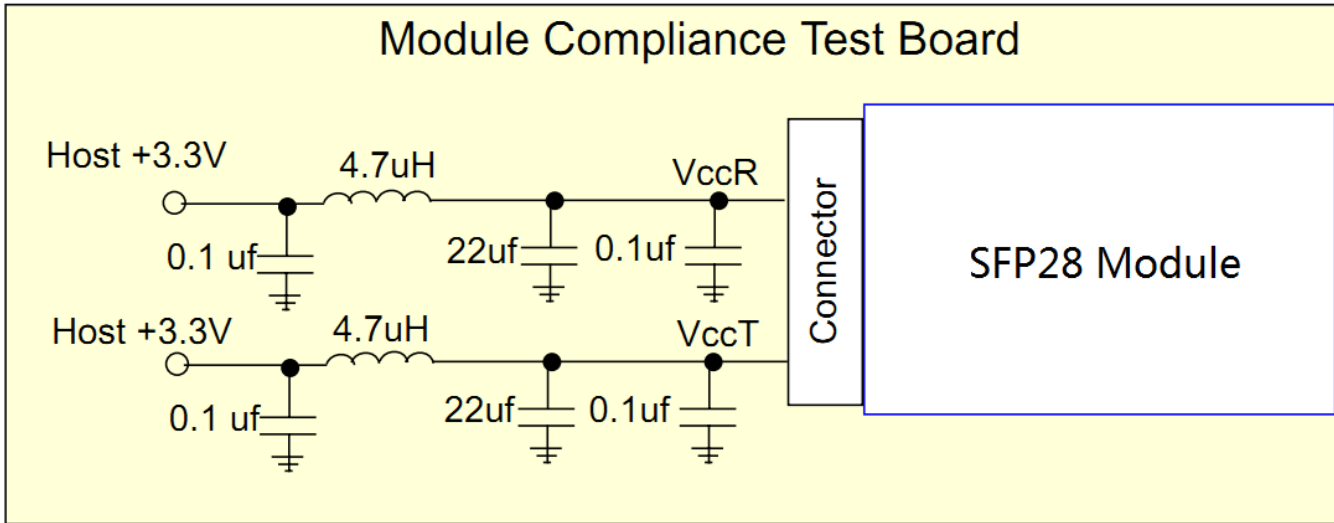 Module Compliance Test Board
Host +3.3V
4.7uH
VccR
0.1 uf
22uf
0.1uf
Connector
SFP28 Module
Host +3.3V
4.7uH
VccT
0.1 uf
22uf
0.1uf